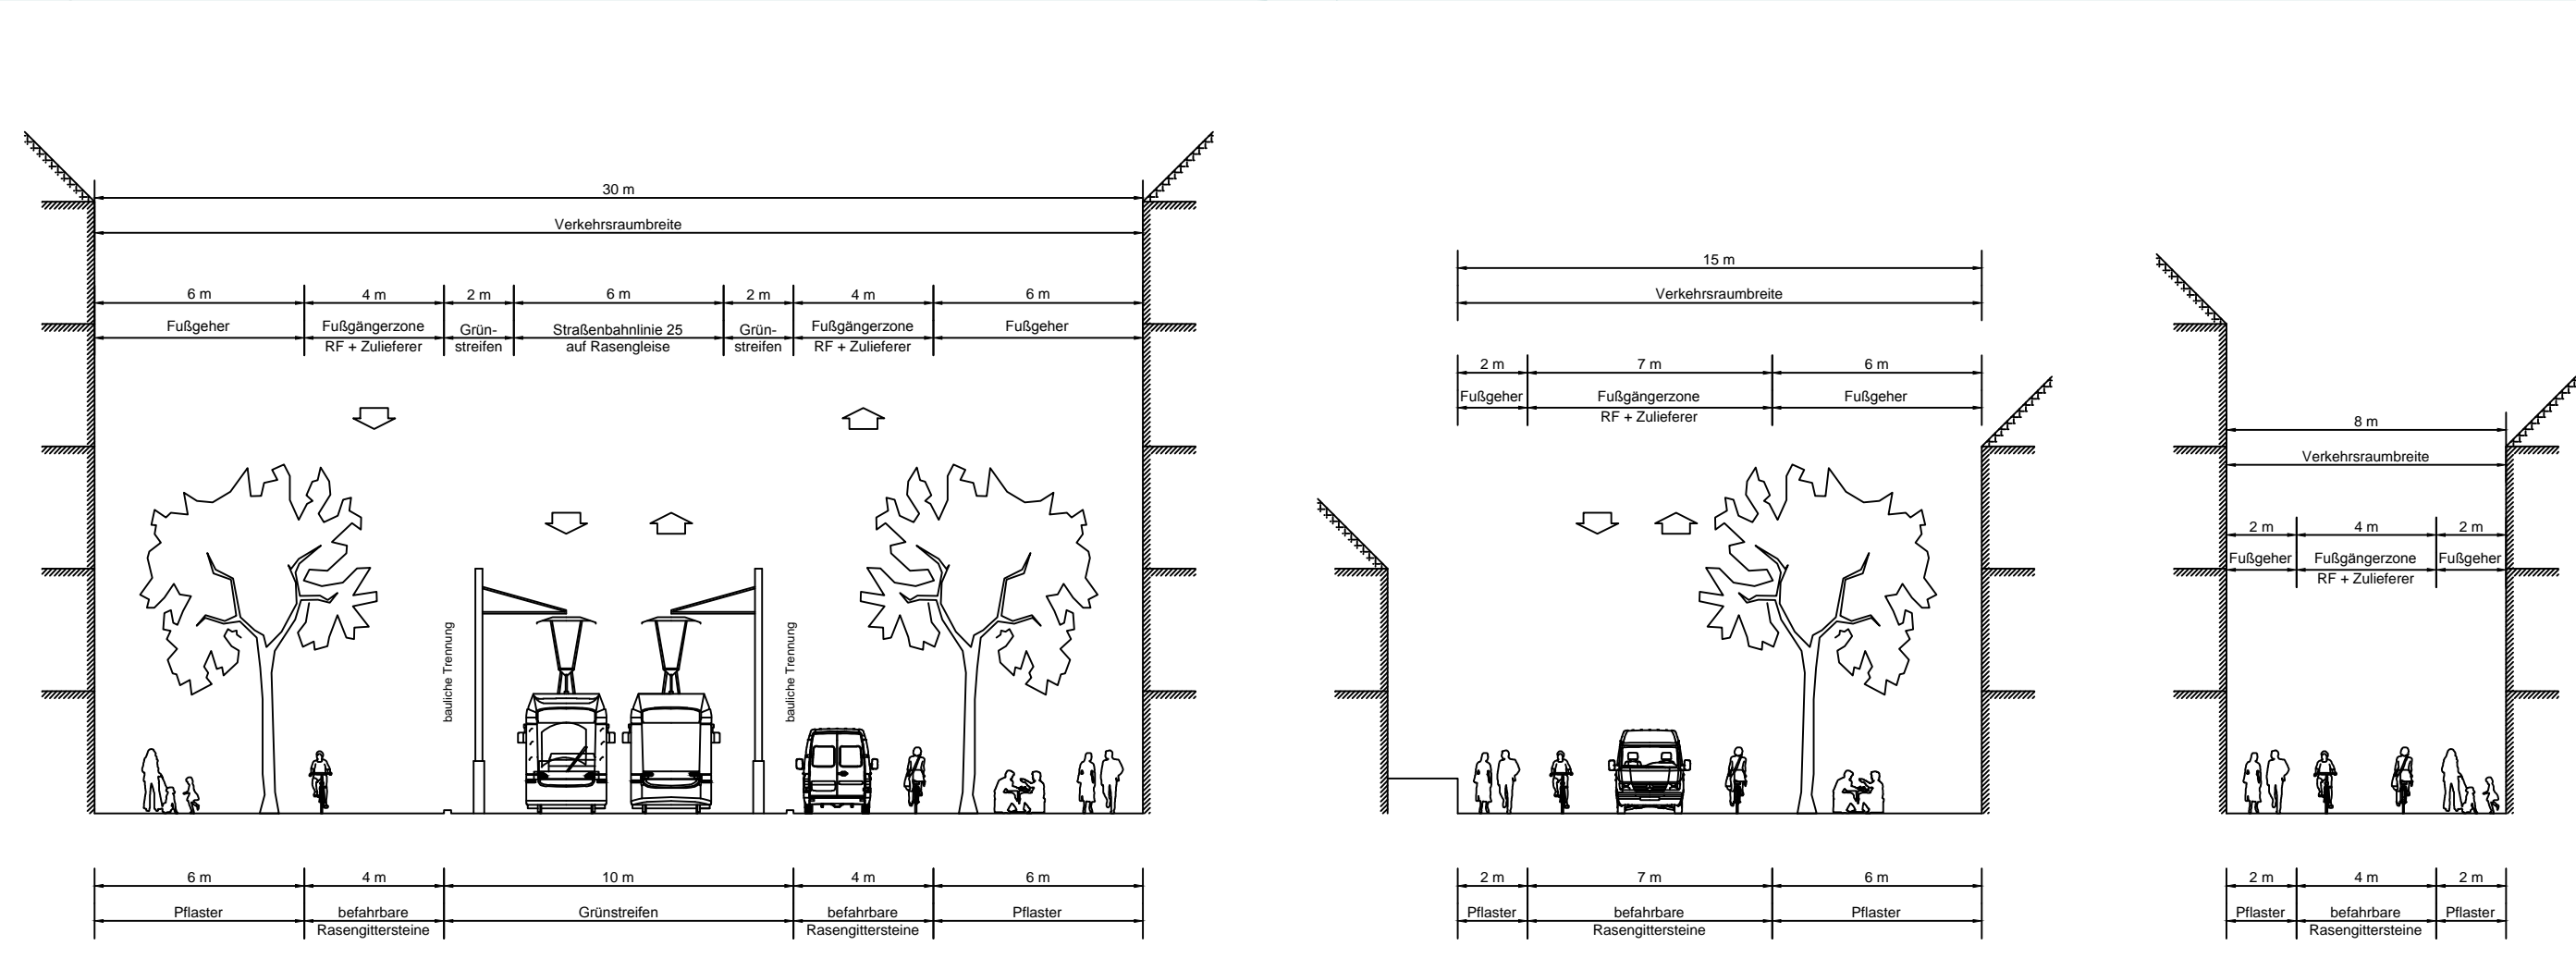 30 m
Verkehrsraumbreite
6 m 4 m 2 m 6 m 2 m 4 m 6 m
Fußgeher Fußgängerzone Grün- Straßenbahnlinie 25 Grün- Fußgängerzone Fußgeher
RF + Zulieferer streifen auf Rasengleise streifen RF + Zulieferer
bauliche Trennung
bauliche Trennung
6 m 4 m 10 m 4 m 6 m
Pflaster befahrbare Grünstreifen befahrbare Pflaster
Rasengittersteine Rasengittersteine
15 m
Verkehrsraumbreite
2 m 7 m 6 m
Fußgeher Fußgängerzone Fußgeher
RF + Zulieferer
2 m 7 m 6 m
Pflaster befahrbare Pflaster
Rasengittersteine
8 m
Verkehrsraumbreite
2 m 4 m 2 m
Fußgeher Fußgängerzone Fußgeher
RF + Zulieferer
2 m 4 m 2 m
Pflaster befahrbare Pflaster
Rasengittersteine